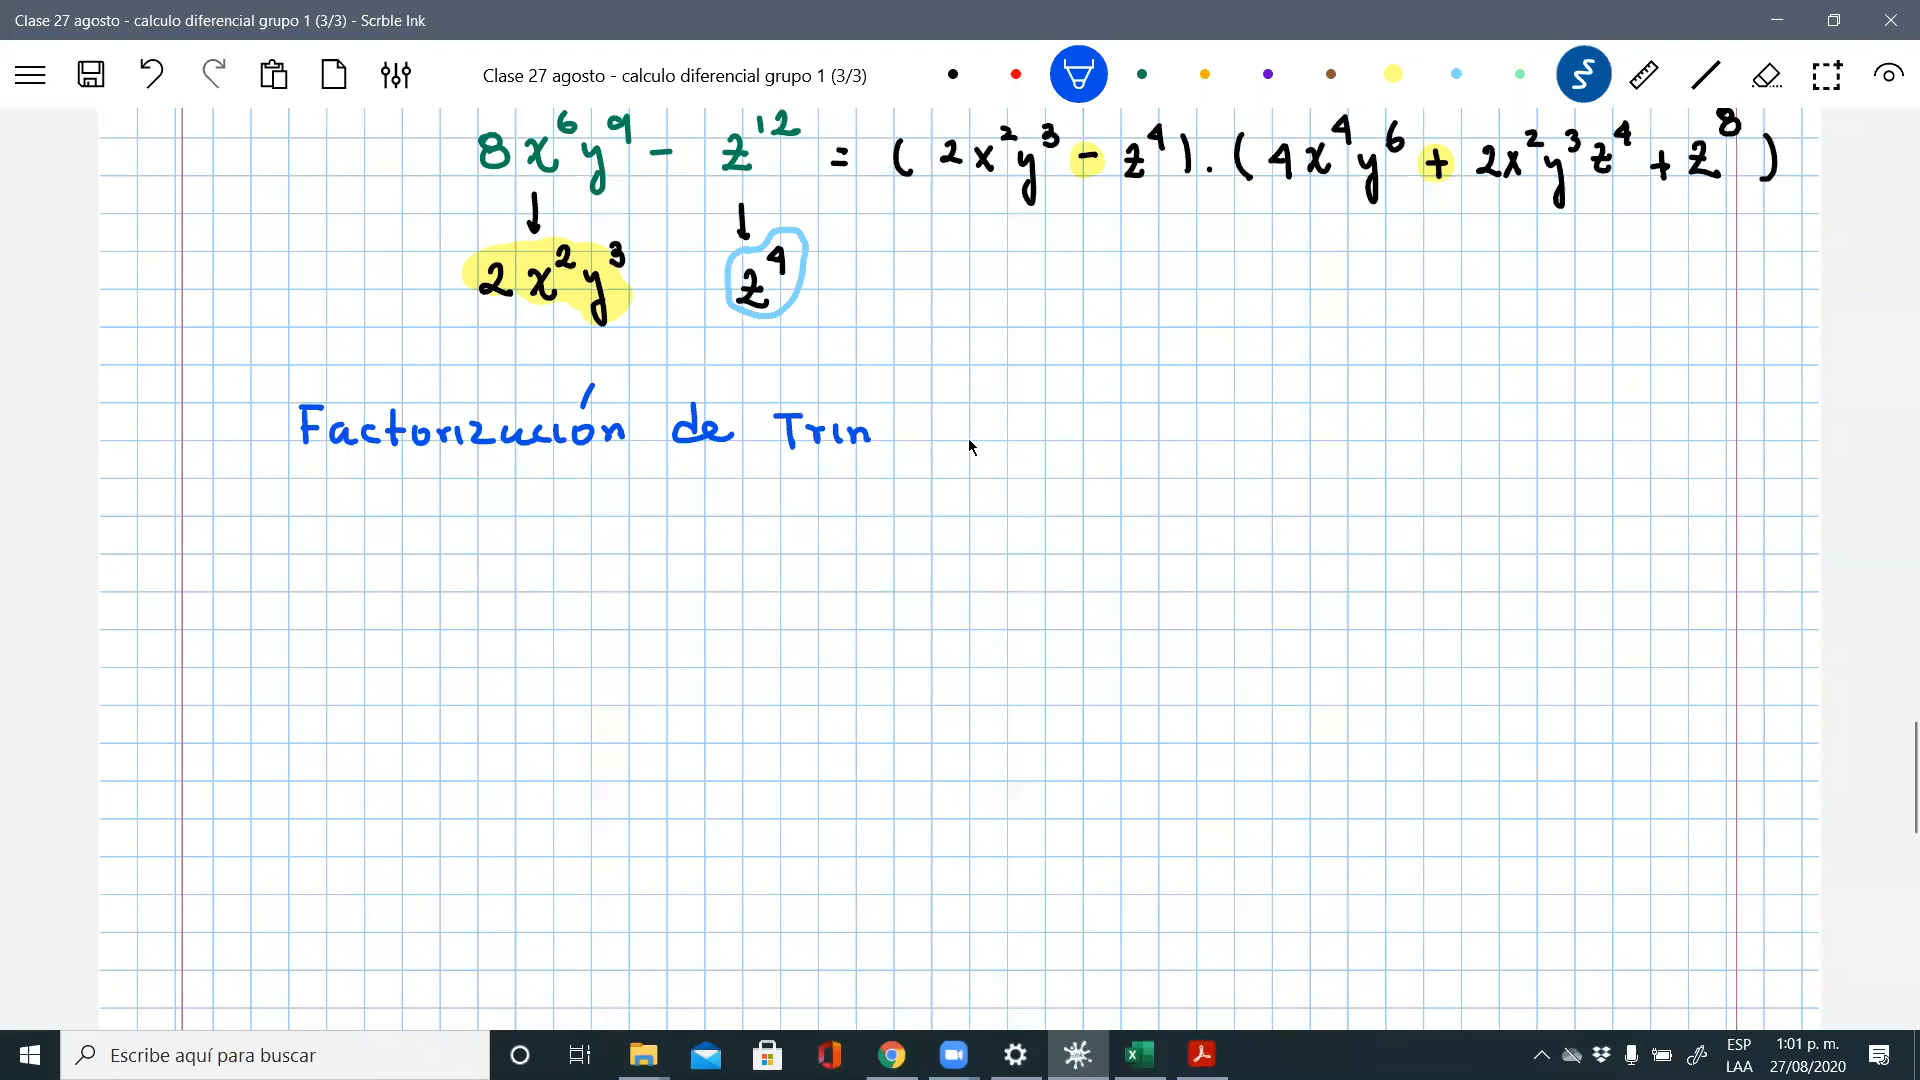 Clase 27 agosto - calculo diferencial grupo 1 (3/3) - Scrble Ink
Clase 27 agosto - calculo diferencial grupo 1 (3/3)
8x⁶y⁹ - z¹² = (2x²y³ - z⁴).(4x⁴y⁶ + 2x²y³z⁴ + z⁸)
↓ ↓
2x²y³ z⁴
Factorización de Trin
Escribe aquí para buscar
ESP
LAA
1:01 p. m.
27/08/2020